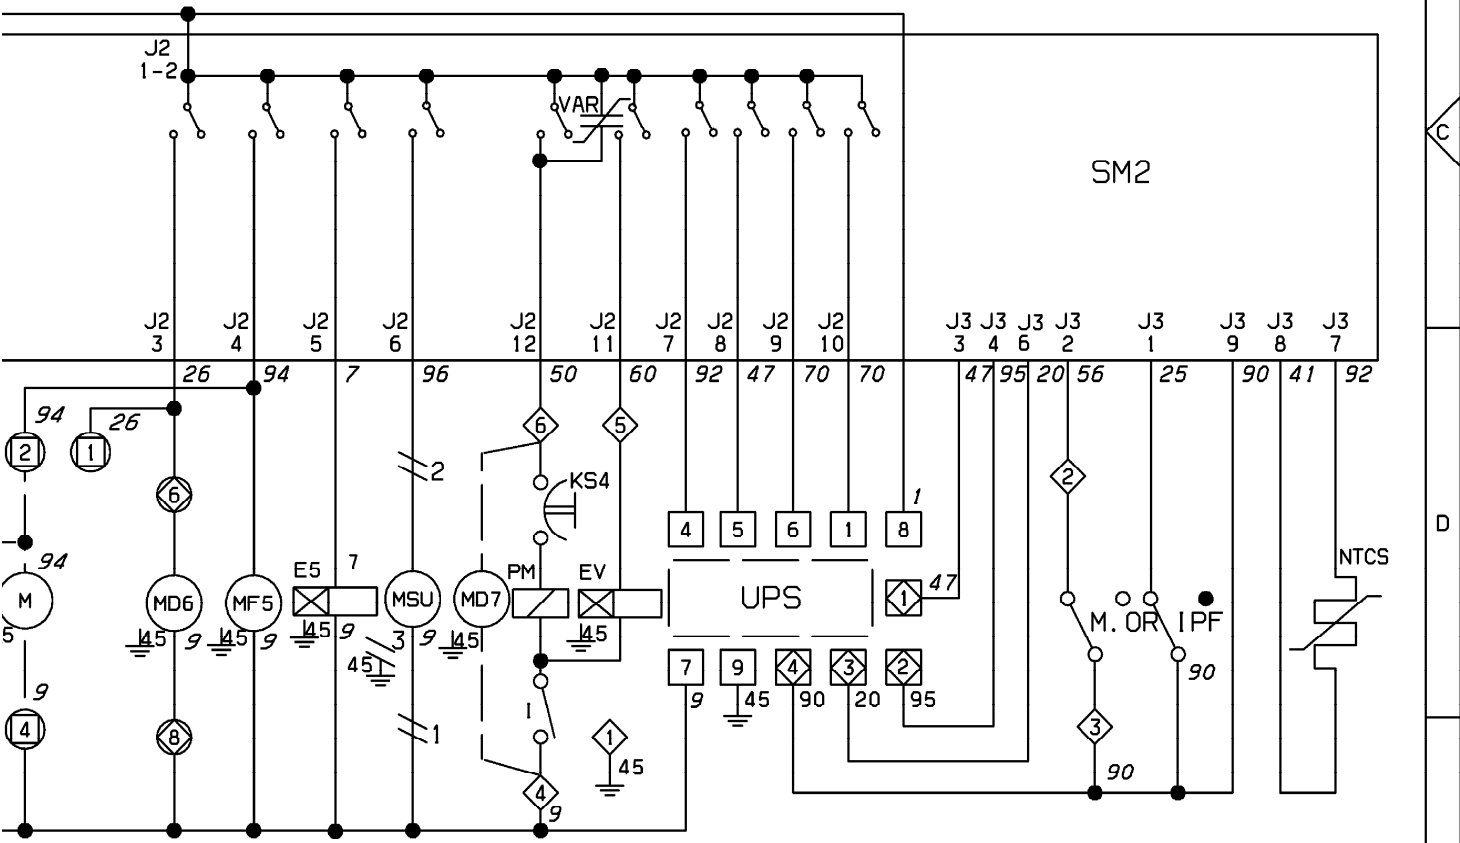 J2
1-2
VAR
SM2
C
J2 J2 J2 J2 J2 J2 J2 J2 J2 J2 J3 J3 J3 J3 J3 J3 J3 J3
3 4 5 6 12 11 7 8 9 10 3 4 6 2 1 9 8 7
26 94 7 96 50 60 92 47 70 70 47 95 20 56 25 90 41 92
94 26
6 5
2 1
2 2
KS4
6 1
4 5 6 1 8
D
94
E5 7 PM EV
NTCS
47
M MD6 MF5 MSU MD7 UPS 1
M. OR IPF
5 45 9 45 9 45 9 3 9 45 45
45
7 9 4 3 2
90
9 9 45 90 20 95
I
4 8 1 1 3
45
90
4
9